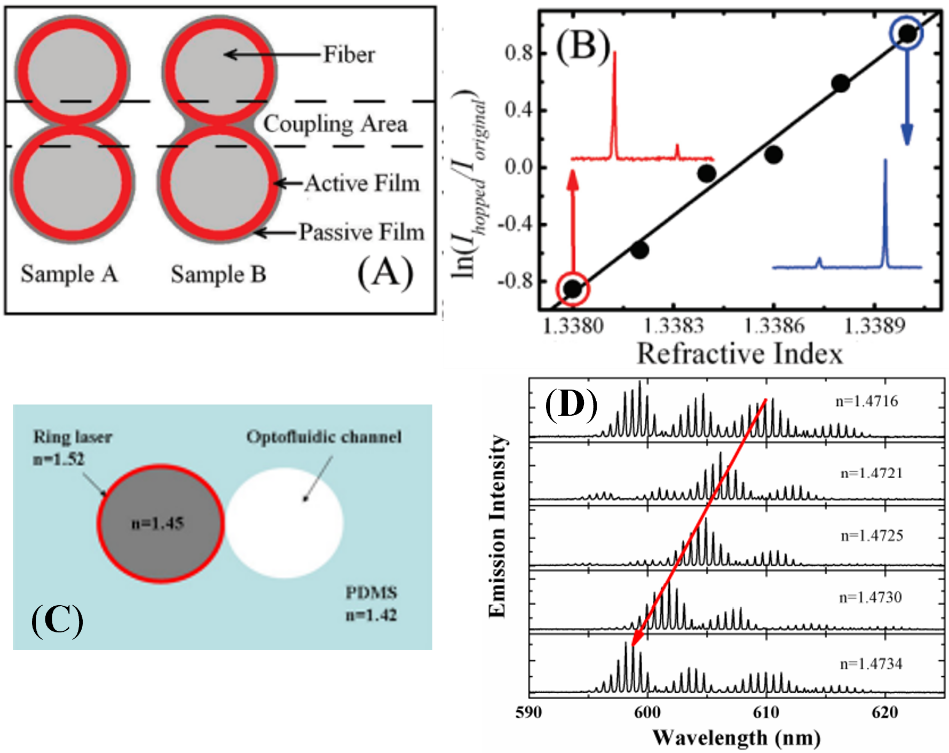 Fiber
Coupling Area
Active Film
Passive Film
Sample A
Sample B
(A)
(B)
ln(I_hopped/I_original)
0.8
0.4
0.0
-0.4
-0.8
1.3380
1.3383
1.3386
1.3389
Refractive Index
Ring laser
n=1.52
Optofluidic channel
n=1.45
PDMS
n=1.42
(C)
(D)
n=1.4716
n=1.4721
n=1.4725
n=1.4730
n=1.4734
Emission Intensity
590
600
610
620
Wavelength (nm)